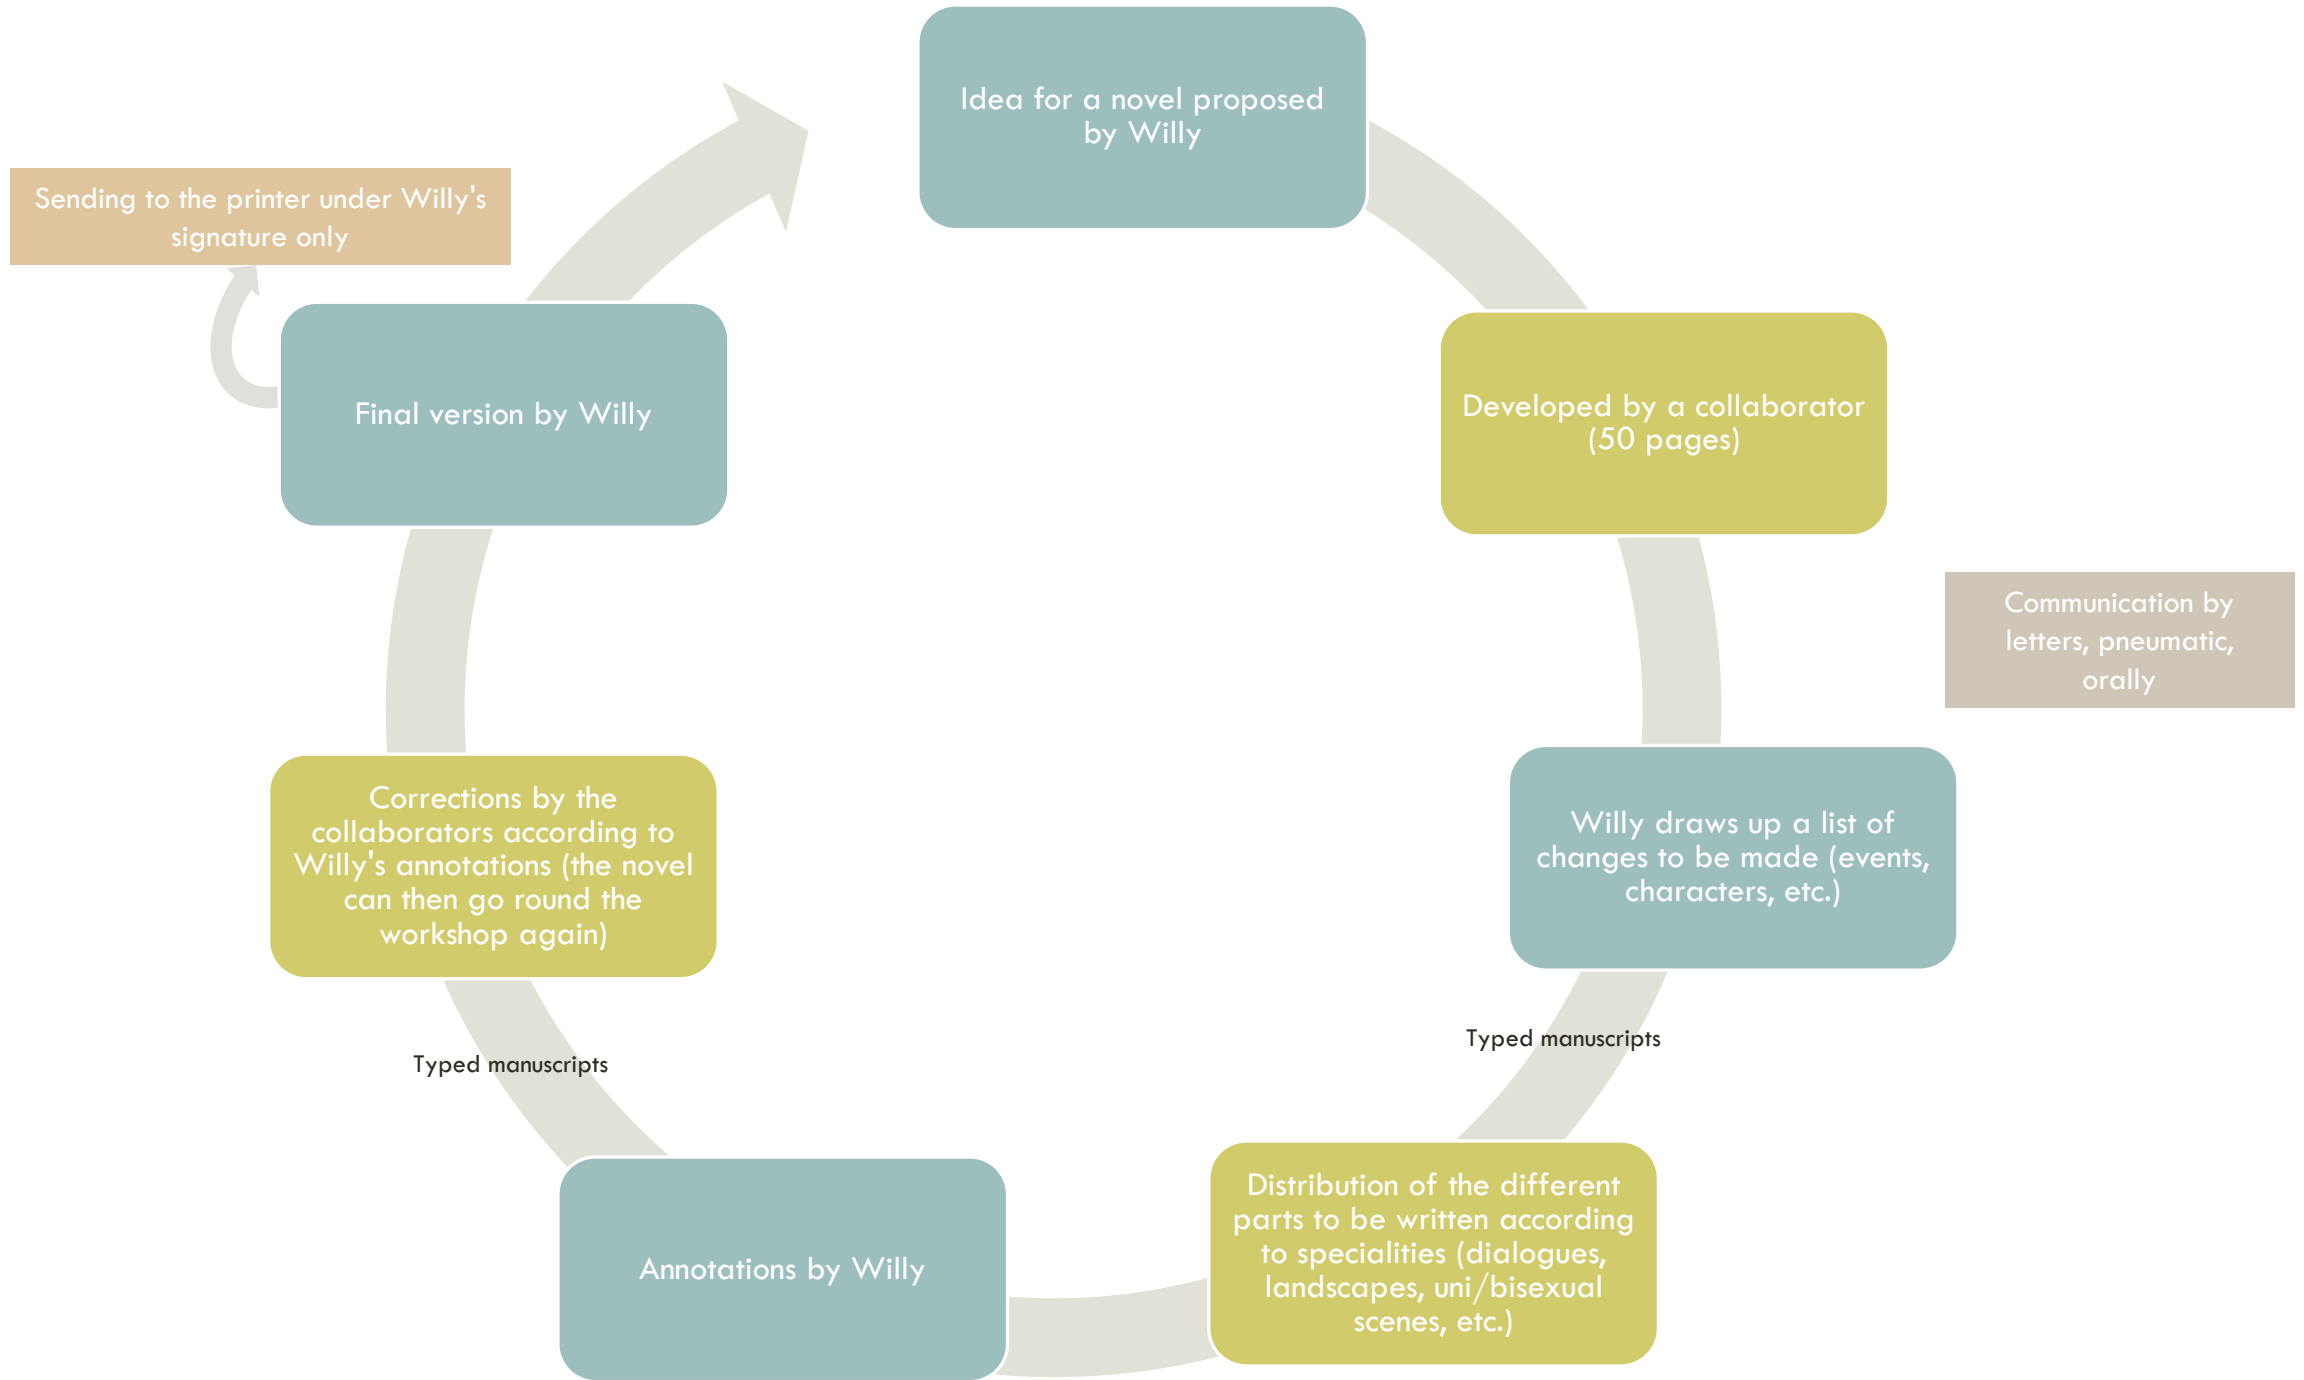 Idea for a novel proposed
by Willy
Sending to the printer under Willy's
signature only
Final version by Willy
Developed by a collaborator
(50 pages)
Communication by
letters, pneumatic,
orally
Corrections by the
collaborators according to
Willy's annotations (the novel
can then go round the
workshop again)
Willy draws up a list of
changes to be made (events,
characters, etc.)
Typed manuscripts
Typed manuscripts
Annotations by Willy
Distribution of the different
parts to be written according
to specialities (dialogues,
landscapes, uni/bisexual
scenes, etc.)